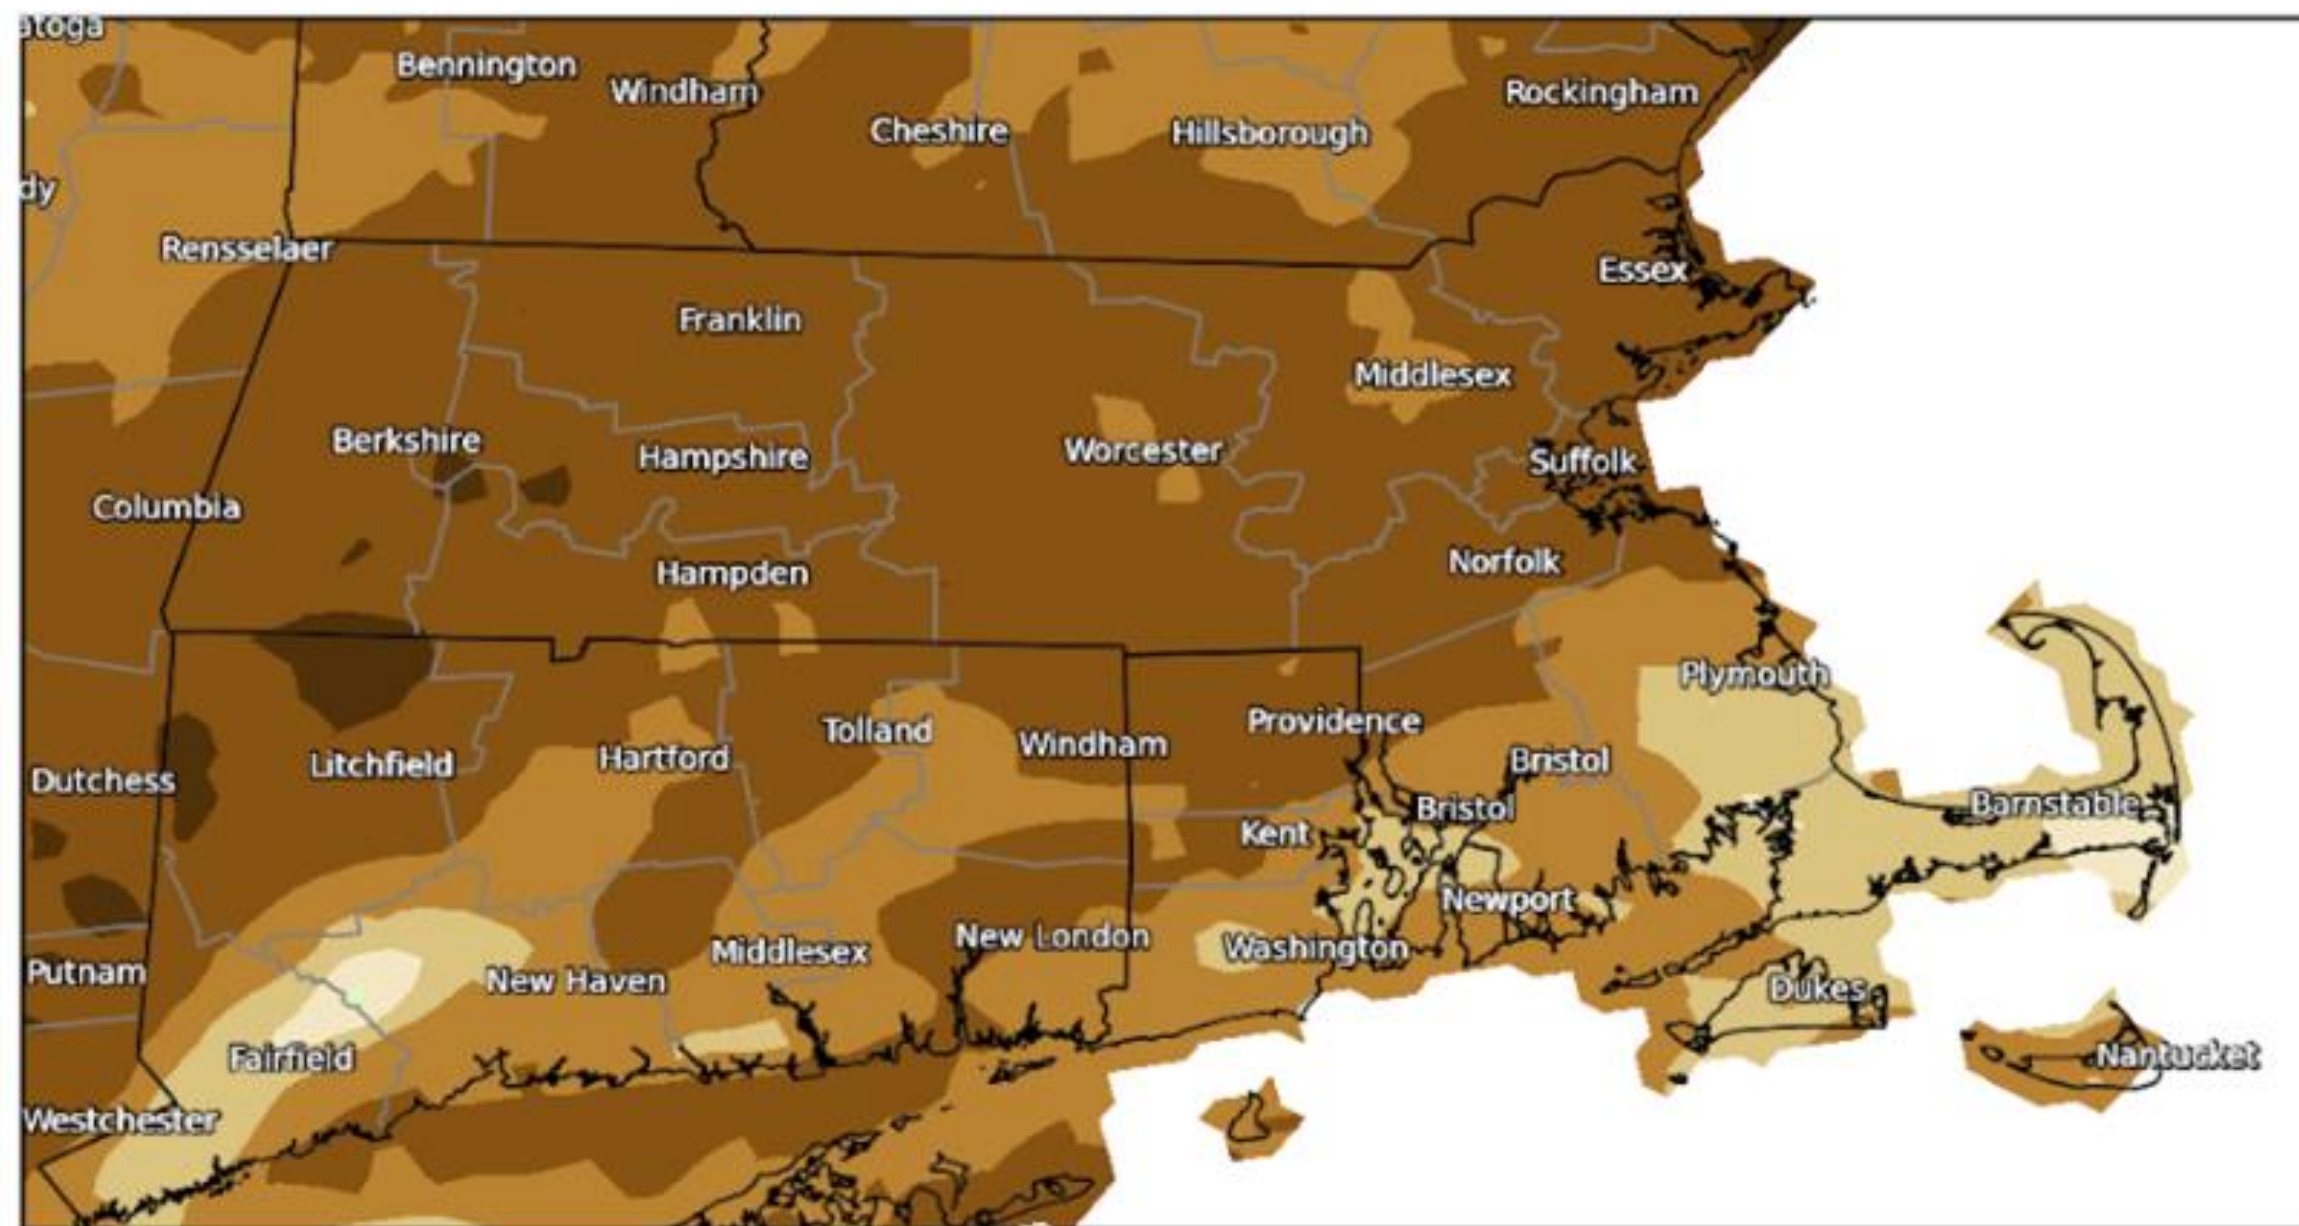 atoga
Bennington
Windham
Rockingham
Cheshire
Hillsborough
dy
Rensselaer
Essex
Franklin
Middlesex
Berkshire
Hampshire
Worcester
Suffolk
Columbia
Norfolk
Hampden
Plymouth
Providence
Tolland
Windham
Hartford
Litchfield
Bristol
Dutchess
Bristol
Barnstable
Kent
Newport
New London
Washington
Middlesex
Putnam
New Haven
Dukes
Fairfield
Nantucket
Westchester